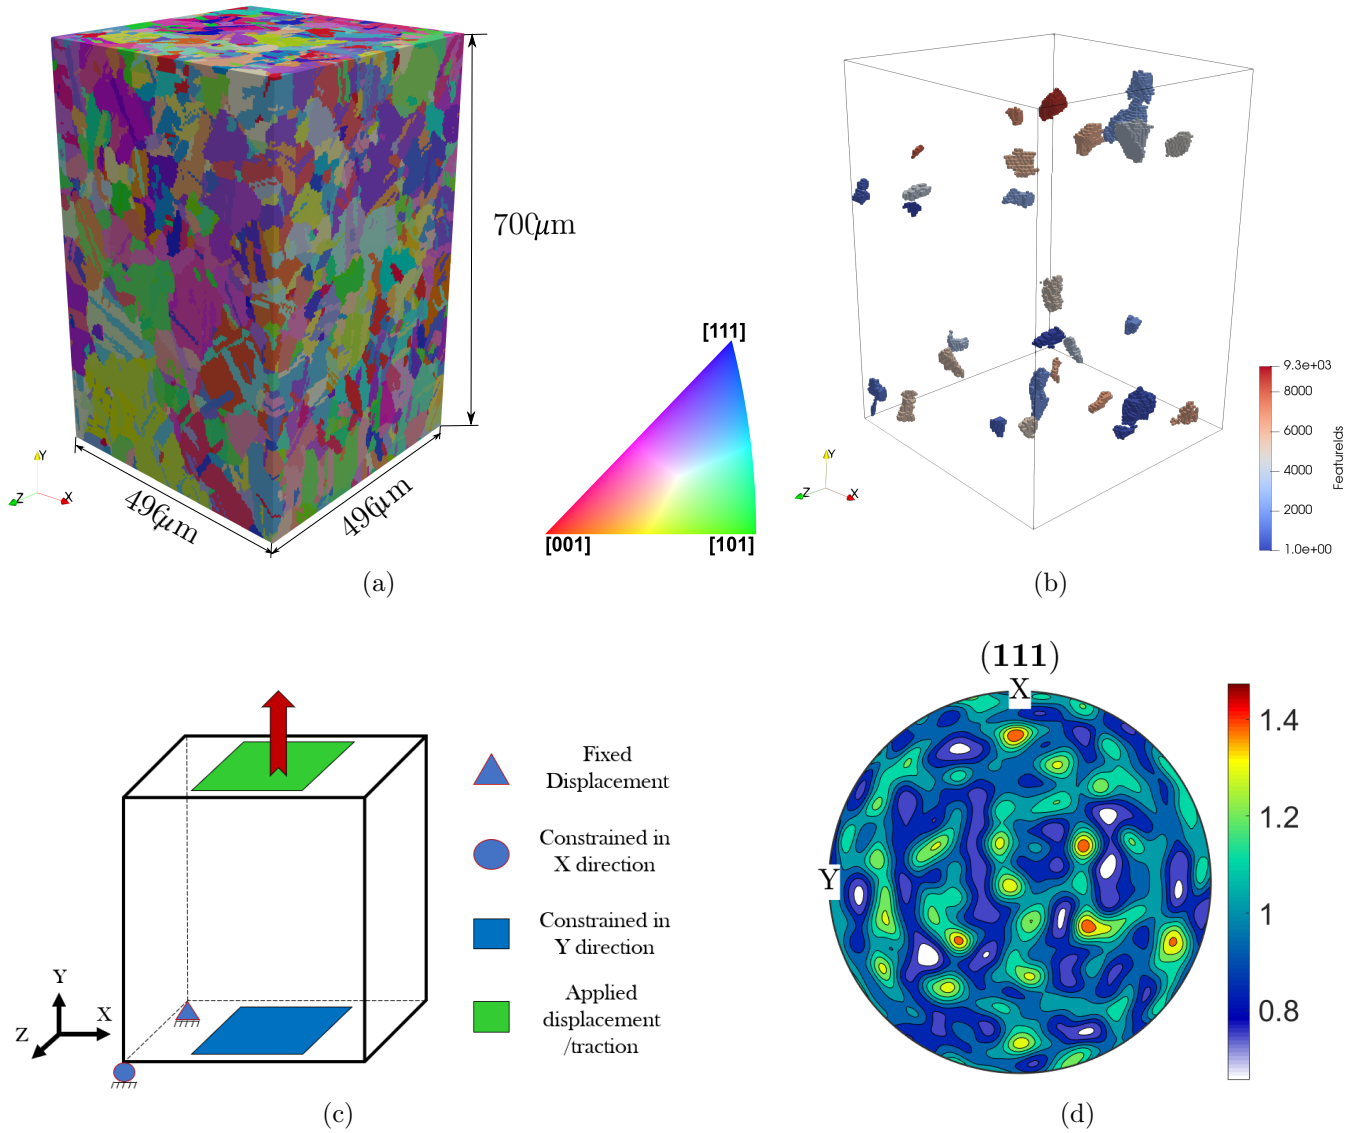 700μm
Y
Z
X
496μm
496μm
[111]
[001]
[101]
(a)
9.3e+03
8000
6000
4000
2000
1.0e+00
FeatureIds
Y
Z
X
(b)
Fixed
Displacement
Constrained in
X direction
Constrained in
Y direction
Applied
displacement
/traction
Y
X
Z
(c)
(111)
X
Y
1.4
1.2
1
0.8
(d)